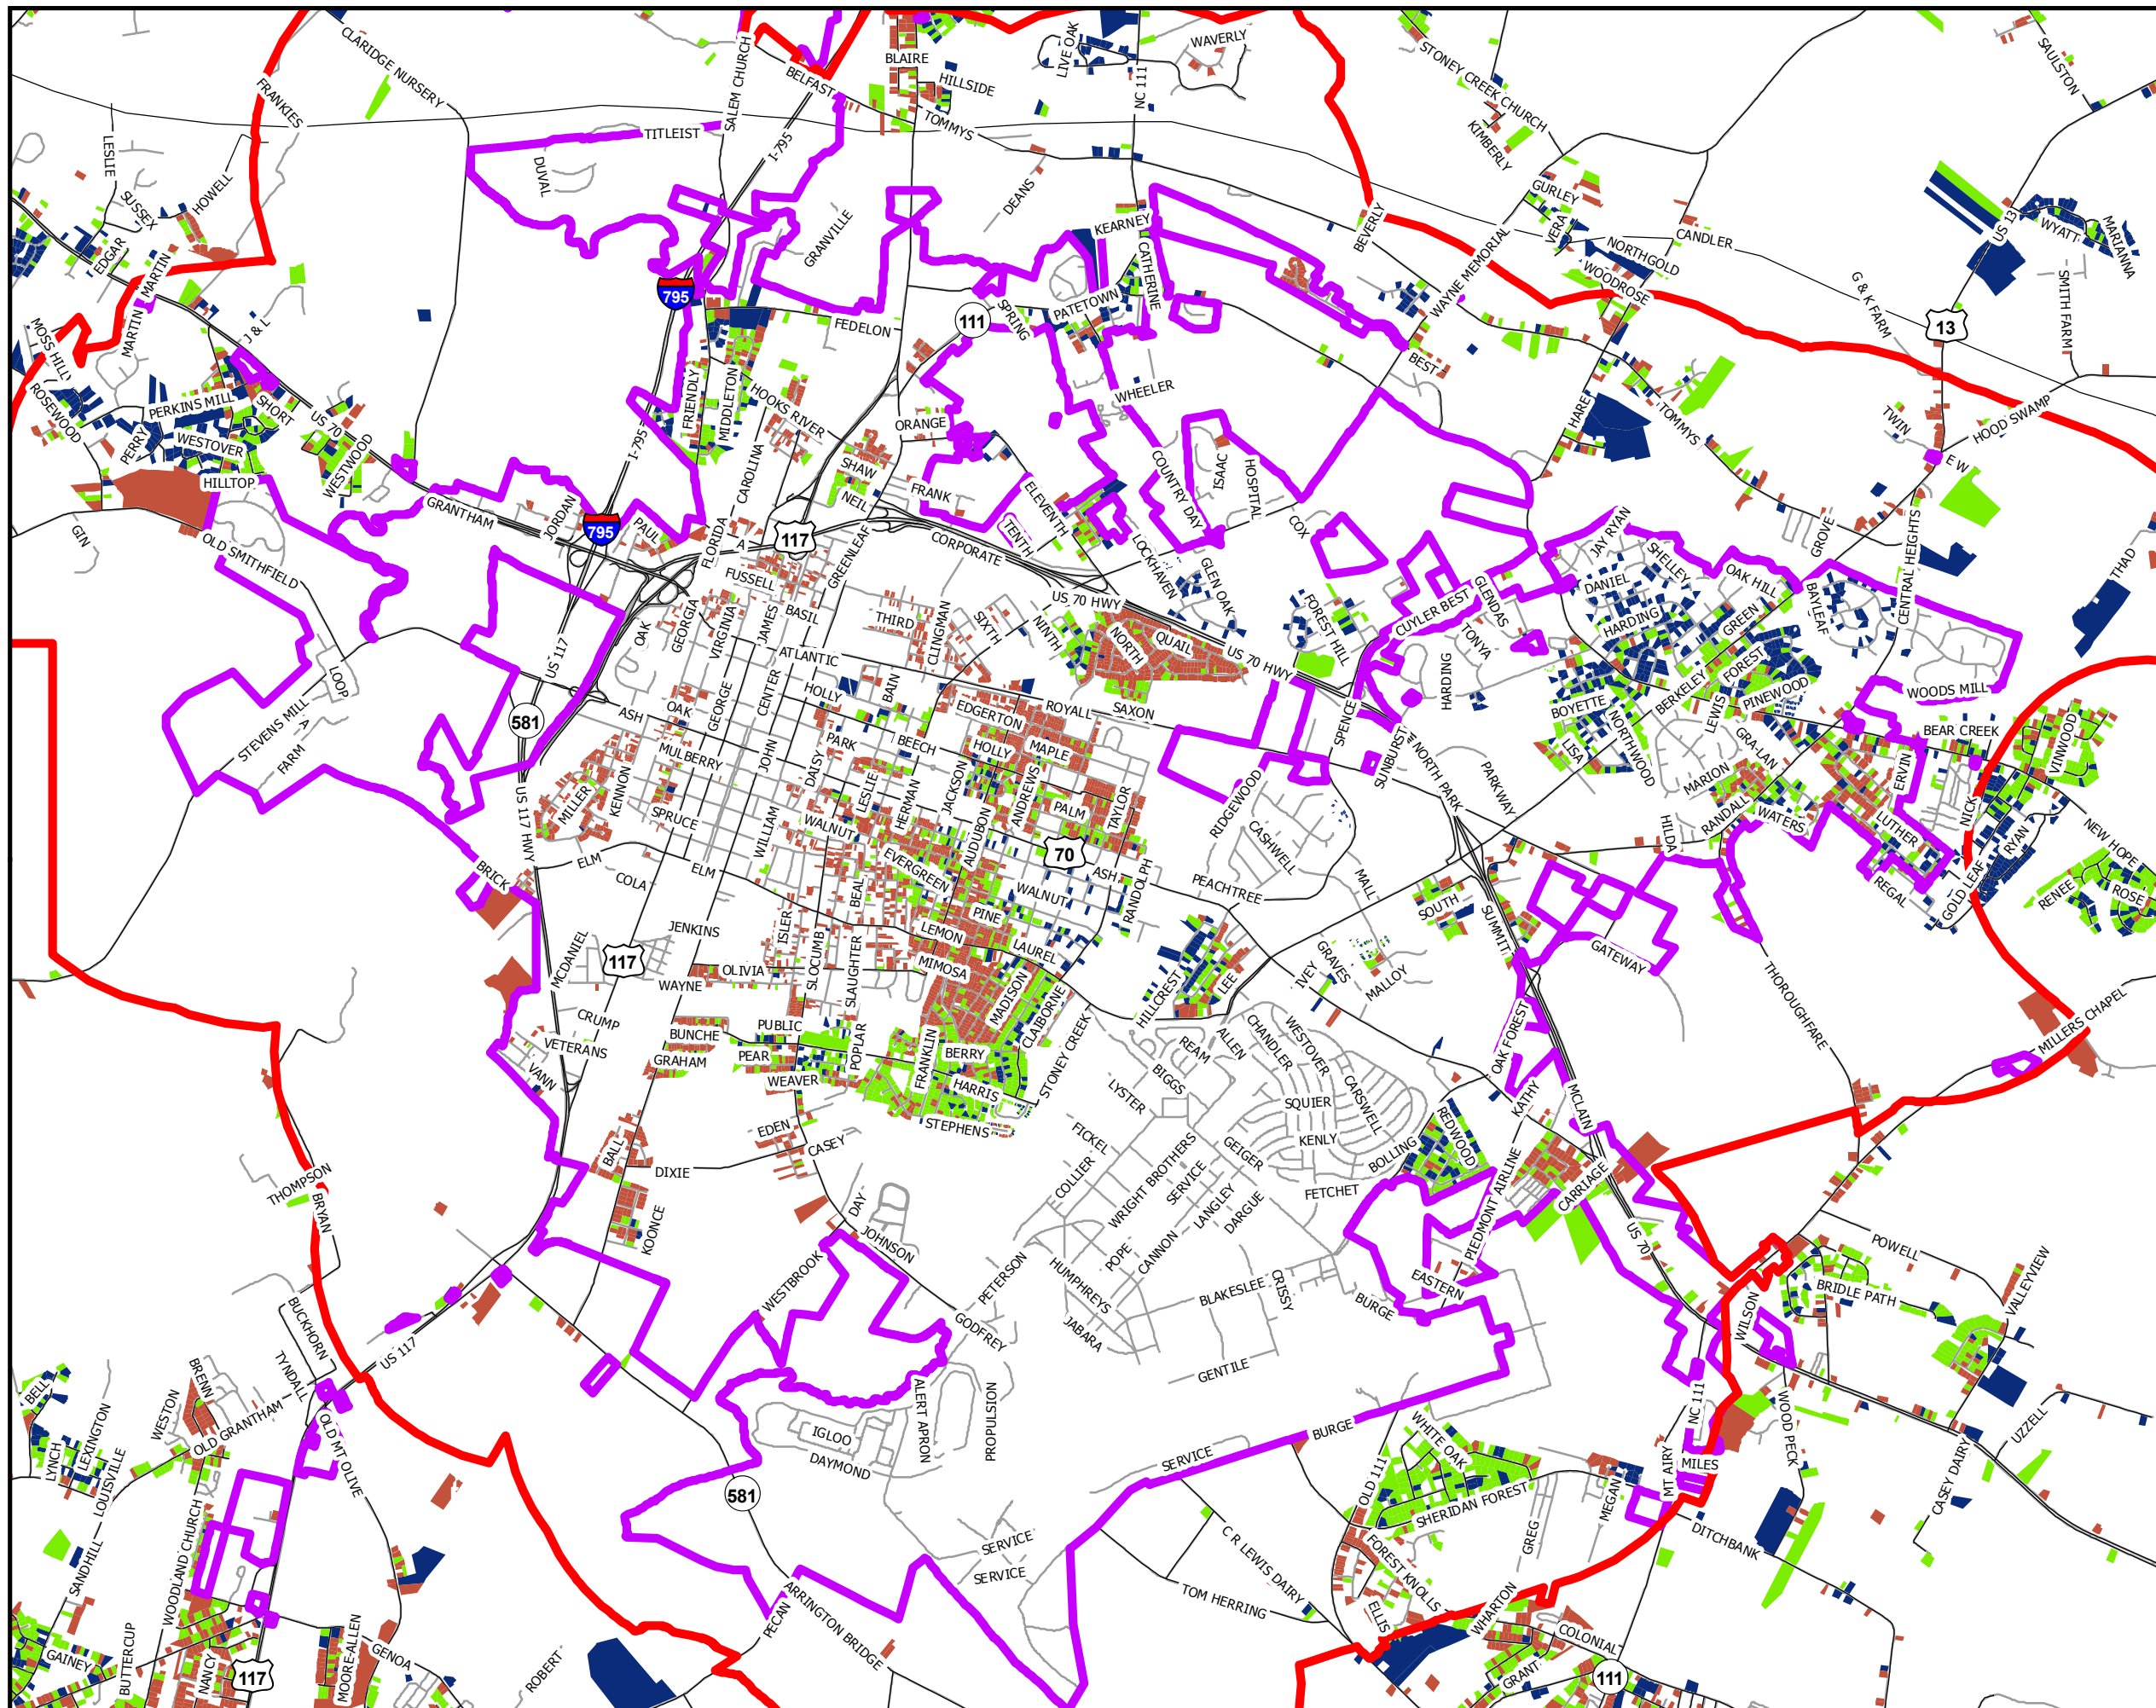 CLARIDGE NURSERY
FRANKIES
SALEM CHURCH
BELFAST
BLAIRE
HILLSIDE
LIVE OAK
NC 111
WAVERLY
STONEY CREEK CHURCH
KIMBERLY
SAULSTON
LESLIE
SUSSEX
HOWELL
EDGAR
MARTIN
MARTIN
TITLEIST
DUVAL
I-795
TOMMYS
DEANS
GRANVILLE
KEARNEY
CATHERINE
BEVERLY
GURLEY
VERA
NORTHGOLD
WOODROSE
CANDLER
US 13
WYATT
MARIANNA
SMITH FARM
G & K FARM
13
WAYNE MEMORIAL
795
FEDELON
111
SPRING
PATETOWN
BEST
MOSS HILL
ROSEWOOD
J & L
PERKINS MILL
PERRY
WESTOVER
SHORT
HILLTOP
US 70
WESTWOOD
I-795
FRIENDLY
MIDDLETON
HOOKS RIVER
CAROLINA
ORANGE
SHAW
NEIL
FRANK
WHEELER
COUNTRY DAY
ISAAC
HOSPITAL
COX
HARE
TOMMYS
TWIN
HOOD SWAMP
E W
GIN
OLD SMITHFIELD
GRANTHAM
JORDAN
795
PAUL
FLORIDA
A
117
GREENLEAF
CORPORATE
TENTH
ELEVENTH
LOCKHAVEN
GLEN OAK
US 70 HWY
JAY RYAN
SHELLEY
OAK HILL
GROVE
CENTRAL HEIGHTS
THAD
FUSSELL
BASIL
JAMES
VIRGINIA
GEORGIA
OAK
THIRD
CLINGMAN
SIXTH
NINTH
NORTH
QUAIL
US 70 HWY
FOREST HILL
CUYLER BEST
GLENDAS
TONYA
HARDING
DANIEL
HARDING
GREEN
BAYLEAF
FOREST
BERKELEY
LEWIS
PINEWOOD
WOODS MILL
BEAR CREEK
VINWOOD
LOOP
STEVENS MILL
FARM
A
US 117
581
ATLANTIC
HOLLY
BAIN
CENTER
GEORGE
OAK
ASH
MULBERRY
JOHN
DAISY
PARK
BEECH
EDGERTON
ROYALL
SAXON
HOLLY
MAPLE
SPENCE
SUNBURST
NORTH PARK
PARKWAY
BOYETTE
LISA
NORTHWOOD
GRA-LAN
MARION
RANDALL
WATERS
HILDA
ERVIN
LUTHER
REGAL
NICK
RYAN
GOLD LEAF
NEW HOPE
RENEE
ROSE
US 117 HWY
MILLER
KENNON
SPRUCE
WILLIAM
WALNUT
LESLIE
HERMAN
JACKSON
ANDREWS
PALM
TAYLOR
RIDGEWOOD
CASHWELL
MALL
BRICK
ELM
COLA
ELM
BEAL
EVERGREEN
AUDUBON
70
ASH
WALNUT
RANDOLPH
PEACHTREE
SOUTH
SUMMIT
GATEWAY
THOROUGHFARE
MILLERS CHAPEL
JENKINS
MCDANIEL
117
ISLER
SLOCUMB
SLAUGHTER
PINE
LEMON
LAUREL
MIMOSA
OLIVIA
WAYNE
MADISON
CLAIBORNE
HILLCREST
LEE
IVEY
GRAVES
MALLOY
CRUMP
VETERANS
VANN
BUNCHE
GRAHAM
PUBLIC
PEAR
WEAVER
POPLAR
FRANKLIN
BERRY
HARRIS
STEPHENS
STONEY CREEK
REAM
ALLEN
BIGGS
LYSTER
CHANDLER
WESTOVER
SQUIER
CARSWELL
KENLY
OAK FOREST
KATHY
MCLAIN
BALL
DIXIE
EDEN
CASEY
DAY
KOONCE
FICKEL
COLLIER
WRIGHT BROTHERS
SERVICE
GEIGER
LANGLEY
DARGUE
FETCHET
BOLLING
REDWOOD
PIEDMONT AIRLINE
CARRIAGE
US 70
THOMPSON
BRYAN
WESTBROOK
JOHNSON
PETERSON
GODFREY
HUMPHREYS
JABARA
POPE
CANNON
BLAKESLEE
CRISSY
GENTILE
BURGE
EASTERN
WILSON
POWELL
BRIDLE PATH
VALLEYVIEW
BUCKHORN
TYNDALL
US 117
BELL
BRENN
WESTON
OLD GRANTHAM
LYNCH
LEXINGTON
LOUISVILLE
OLD MT OLIVE
IGLOO
DAYMOND
ALERT APRON
PROPULSION
581
SERVICE
BURGE
OLD 111
WHITE OAK
SHERIDAN FOREST
GREG
MEGAN
MT AIRY
NC 111
MILES
WOOD PECK
DITCHBANK
CASEY DAIRY
UZZELL
SANDHILL
WOODLAND CHURCH
SERVICE
SERVICE
C R LEWIS DAIRY
TOM HERRING
FOREST KNOLLS
ELLIS
WHARTON
COLONIAL
GRANT
111
GAINEY
BUTTERCUP
NANCY
117
MOORE-ALLEN
GENOA
ROBERT
PECAN
ARRINGTON BRIDGE